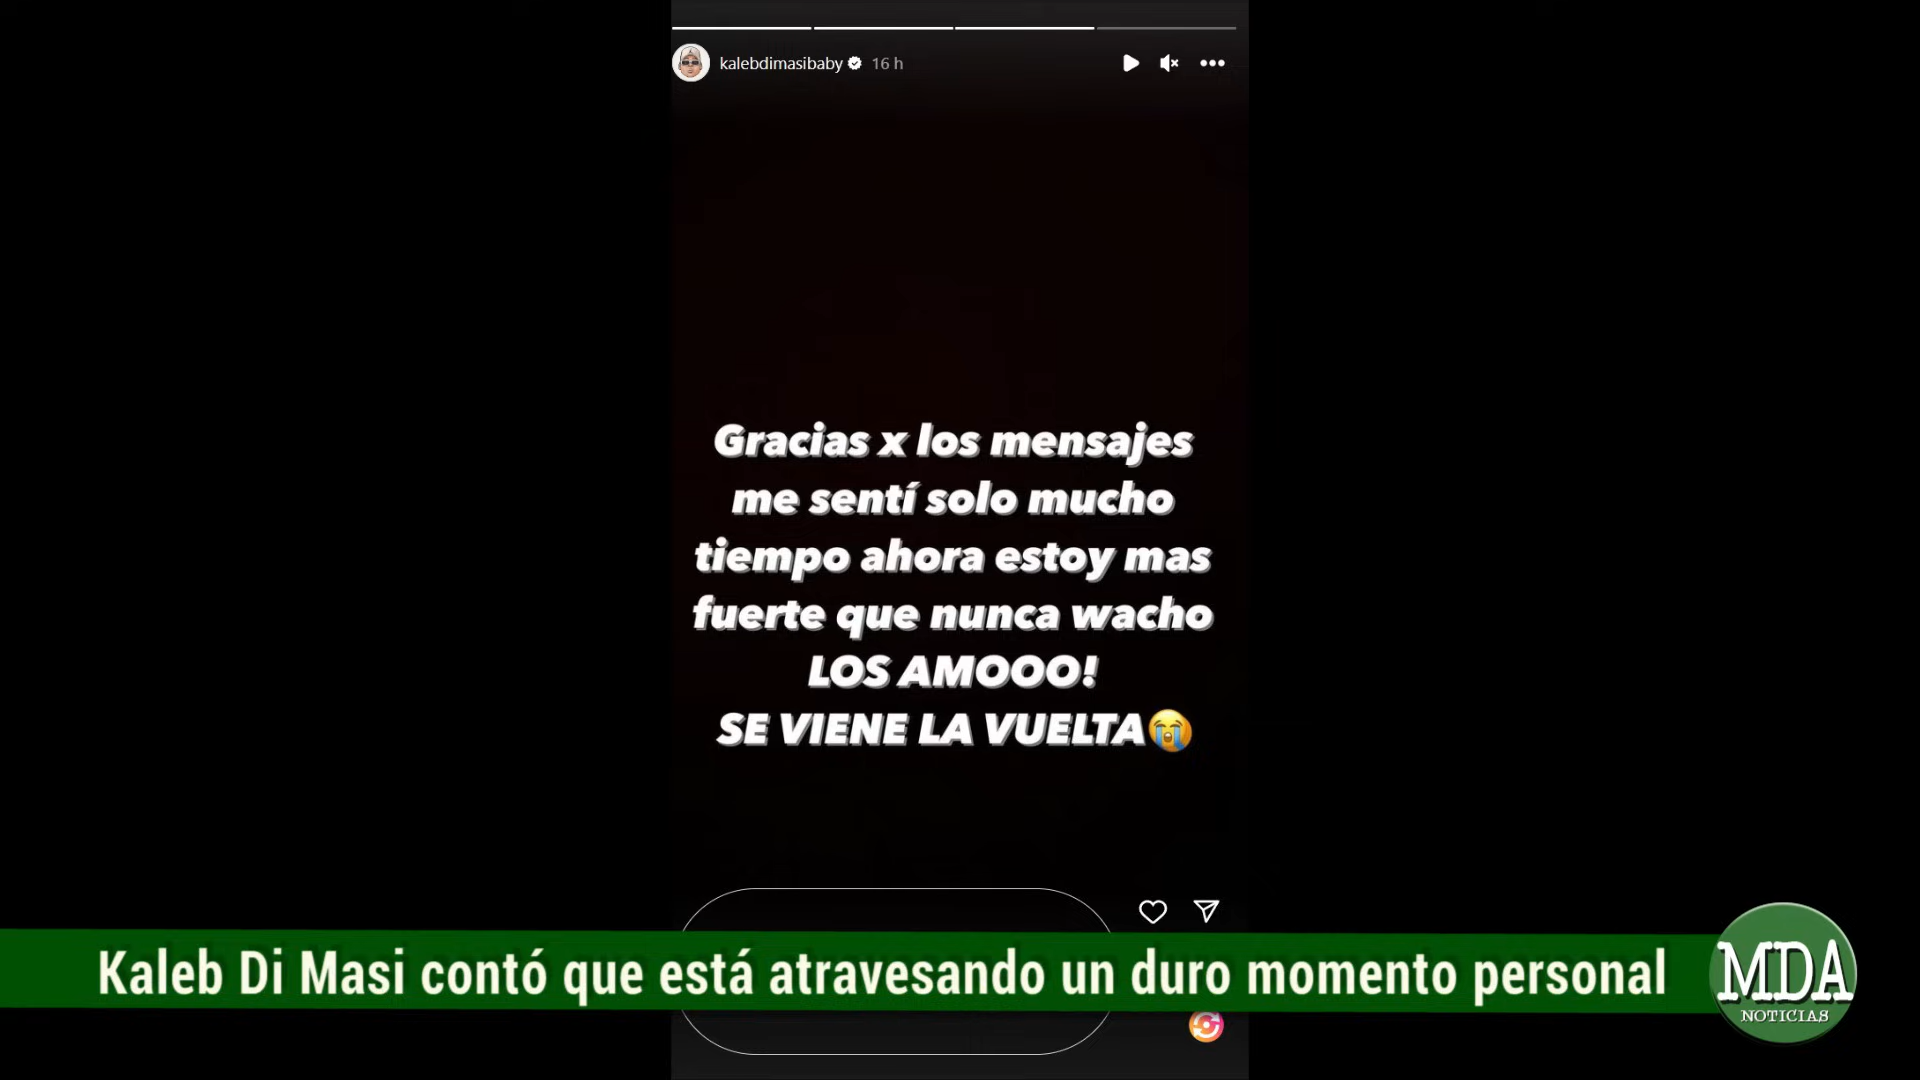 kalebdimasibaby 16 h
Gracias x los mensajes
me sentí solo mucho
tiempo ahora estoy mas
fuerte que nunca wacho
LOS AMOOO!
SE VIENE LA VUELTA😭
Kaleb Di Masi contó que está atravesando un duro momento personal
MDA
NOTICIAS